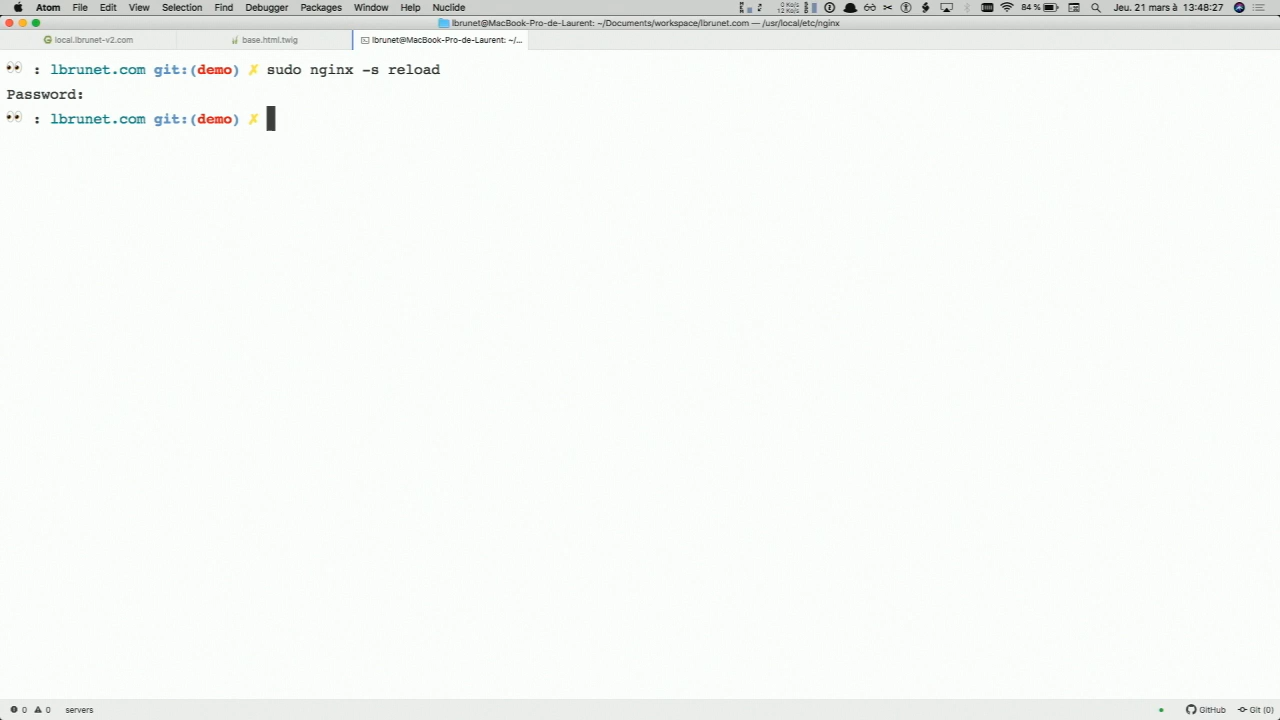 Atom File Edit View Selection Find Debugger Packages Window Help Nuclide 84 % Jeu. 21 mars à 13:48:27
lbrunet@MacBook-Pro-de-Laurent: ~/Documents/workspace/lbrunet.com — /usr/local/etc/nginx
local.lbrunet-v2.com base.html.twig lbrunet@MacBook-Pro-de-Laurent: ~/...
: lbrunet.com git:(demo) ✗ sudo nginx -s reload
Password:
: lbrunet.com git:(demo) ✗
0 0 servers GitHub Git (0)